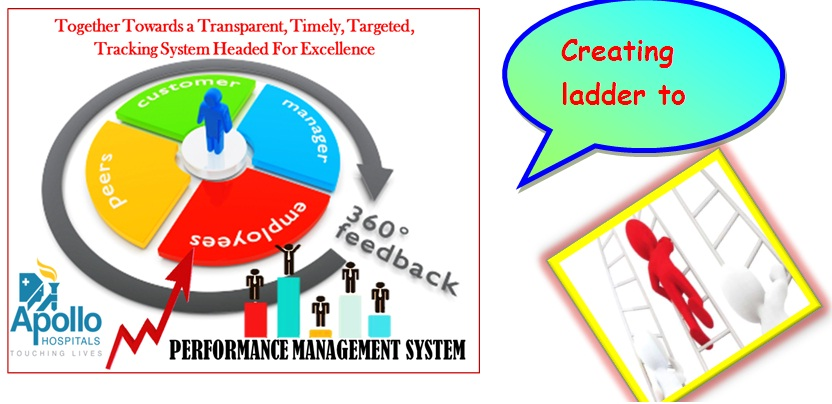 Together Towards a Transparent, Timely, Targeted,
Tracking System Headed For Excellence
customer
manager
Peers
employees
360°
feedback
Apollo
HOSPITALS
TOUCHING LIVES
PERFORMANCE MANAGEMENT SYSTEM
Creating
ladder to